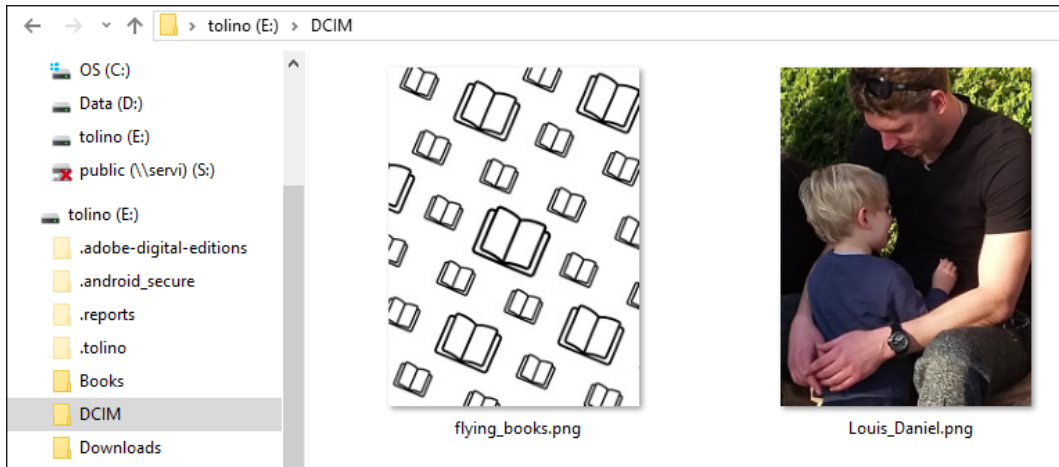 tolino (E:) > DCIM
OS (C:)
Data (D:)
tolino (E:)
public (\\servi) (S:)
tolino (E:)
.adobe-digital-editions
.android_secure
.reports
.tolino
Books
DCIM
Downloads
flying_books.png
Louis_Daniel.png